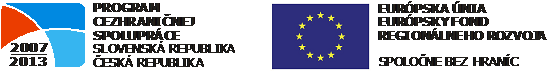 PROGRAM
CEZHRANIČNEJ
SPOLUPRÁCE
SLOVENSKÁ REPUBLIKA
ČESKÁ REPUBLIKA
2007
2013
EURÓPSKA ÚNIA
EURÓPSKY FOND
REGIONÁLNEHO ROZVOJA
SPOLOČNE BEZ HRANÍC